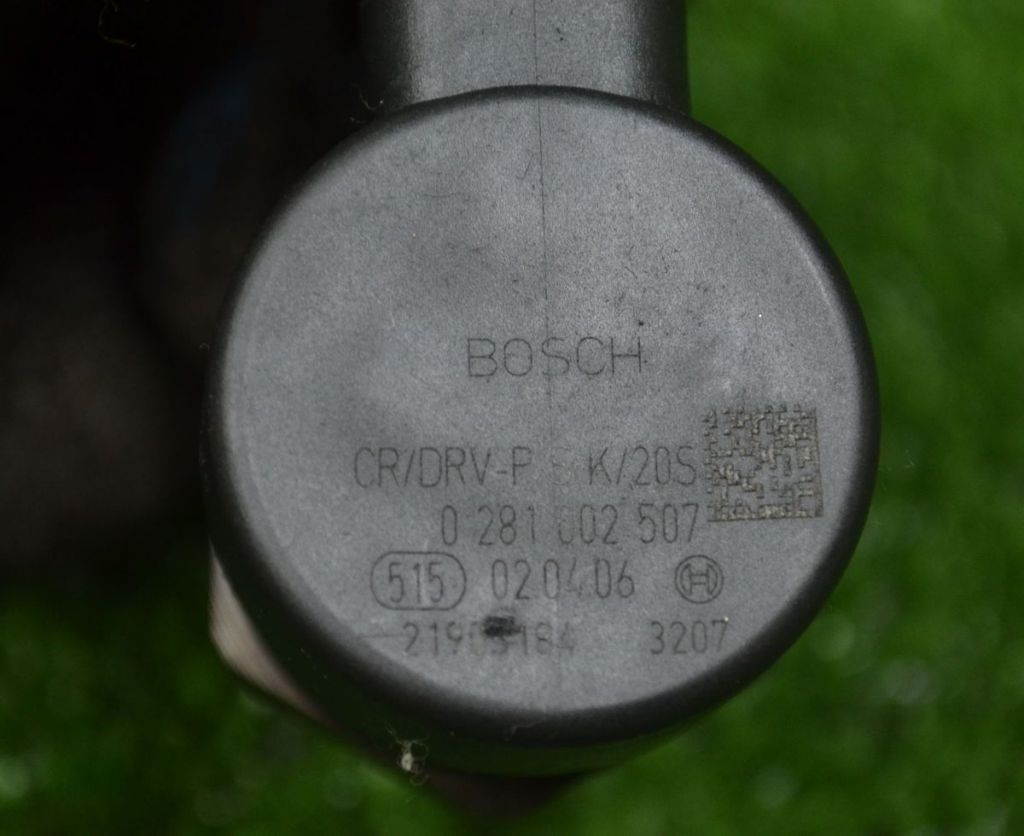 BOSCH
CR/DRV-P S/K/20S
0 281 002 507
515 020406 H
3207